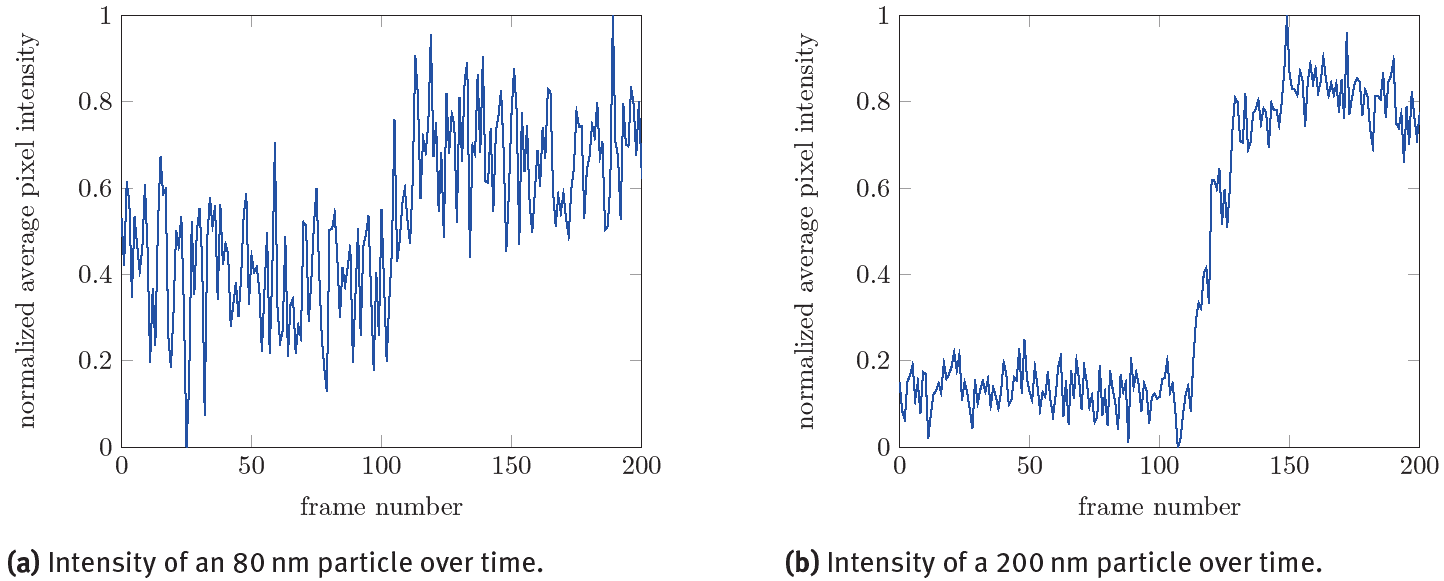 normalized average pixel intensity
1
0.8
0.6
0.4
0.2
0
0 50 100 150 200
frame number
(a) Intensity of an 80 nm particle over time.
normalized average pixel intensity
1
0.8
0.6
0.4
0.2
0
0 50 100 150 200
frame number
(b) Intensity of a 200 nm particle over time.